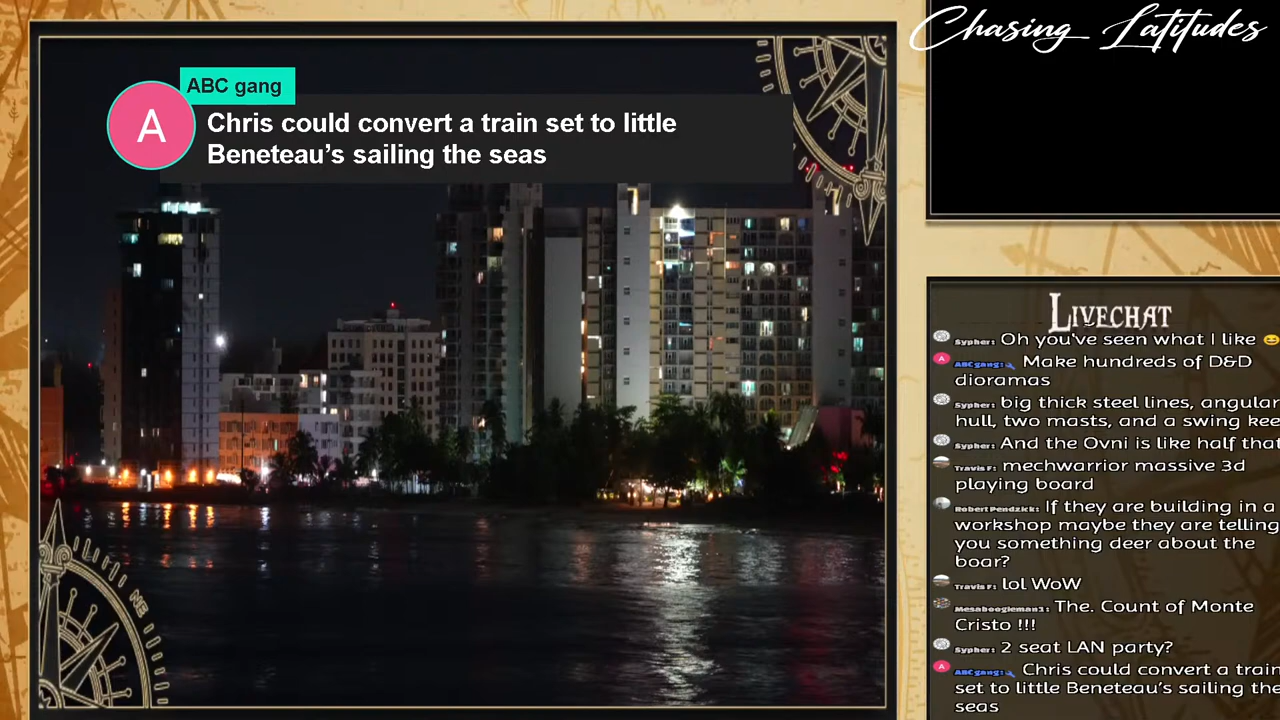 Chasing Latitudes
ABC gang
A
Chris could convert a train set to little
Beneteau’s sailing the seas
NE
LIVECHAT
Sypher: Oh you've seen what I like 😆
A ABC gang: 🔧 Make hundreds of D&D
dioramas
Sypher: big thick steel lines, angular
hull, two masts, and a swing kee
Sypher: And the Ovni is like half that
Travis F: mechwarrior massive 3d
playing board
Robert Pendzick: If they are building in a
workshop maybe they are telling
you something deer about the
boar?
Travis F: lol WoW
Mesaboogieman2: The. Count of Monte
Cristo !!!
Sypher: 2 seat LAN party?
A ABC gang: 🔧 Chris could convert a train
set to little Beneteau’s sailing the
seas